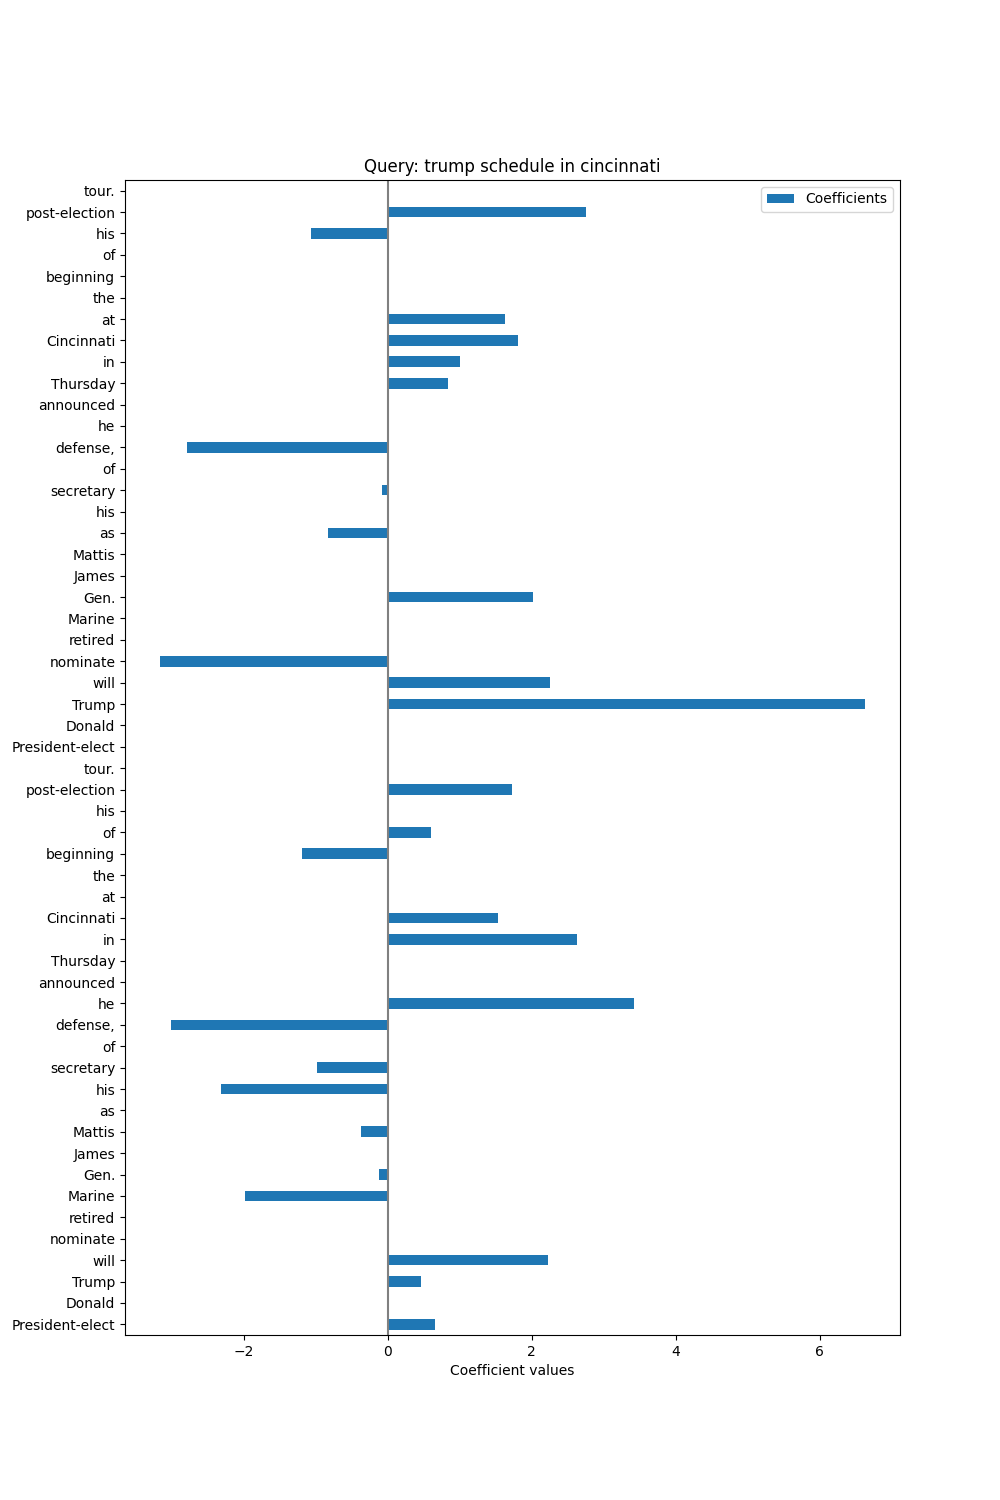 Query: trump schedule in cincinnati
Coefficients
tour.
post-election
his
of
beginning
the
at
Cincinnati
in
Thursday
announced
he
defense,
of
secretary
his
as
Mattis
James
Gen.
Marine
retired
nominate
will
Trump
Donald
President-elect
tour.
post-election
his
of
beginning
the
at
Cincinnati
in
Thursday
announced
he
defense,
of
secretary
his
as
Mattis
James
Gen.
Marine
retired
nominate
will
Trump
Donald
President-elect
−2 0 2 4 6
Coefficient values